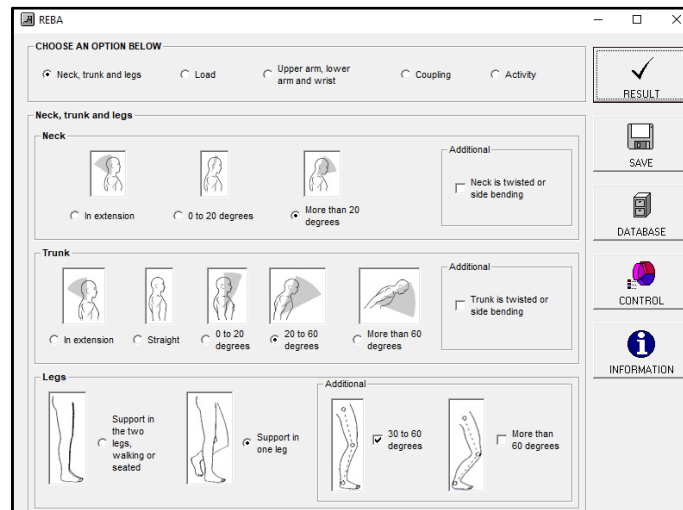 REBA
CHOOSE AN OPTION BELOW
Neck, trunk and legs
Load
Upper arm, lower
arm and wrist
Coupling
Activity
RESULT
SAVE
DATABASE
CONTROL
INFORMATION
Neck, trunk and legs
Neck
In extension
0 to 20 degrees
More than 20
degrees
Additional
Neck is twisted or
side bending
Trunk
In extension
Straight
0 to 20
degrees
20 to 60
degrees
More than 60
degrees
Additional
Trunk is twisted or
side bending
Legs
Support in
the two
legs,
walking or
seated
Support in
one leg
Additional
30 to 60
degrees
More than
60 degrees